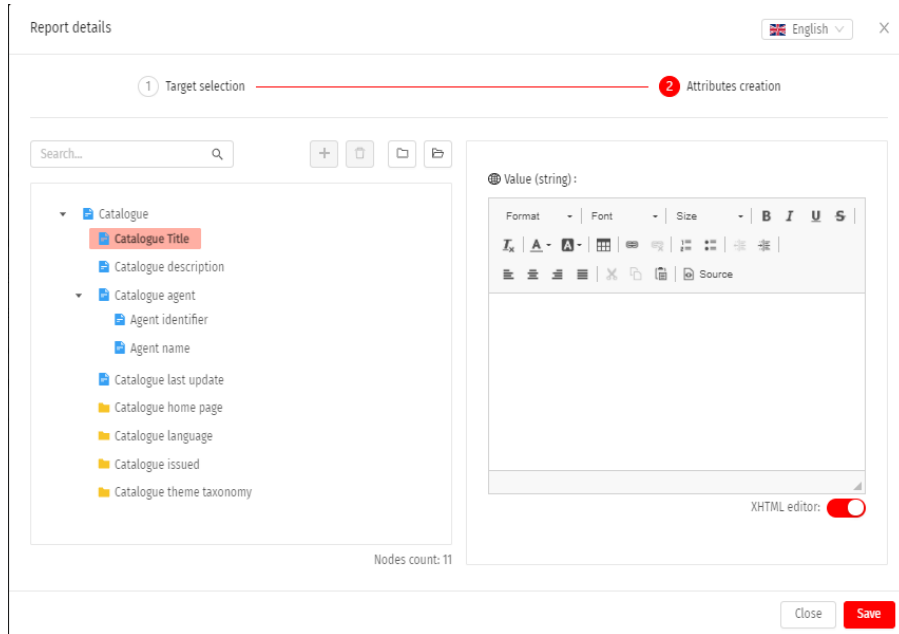 Report details
English
1 Target selection
2 Attributes creation
Search...
Catalogue
Catalogue Title
Catalogue description
Catalogue agent
Agent identifier
Agent name
Catalogue last update
Catalogue home page
Catalogue language
Catalogue issued
Catalogue theme taxonomy
Nodes count: 11
Value (string) :
Format Font Size B I U S
Ix A A
Source
XHTML editor:
Close Save